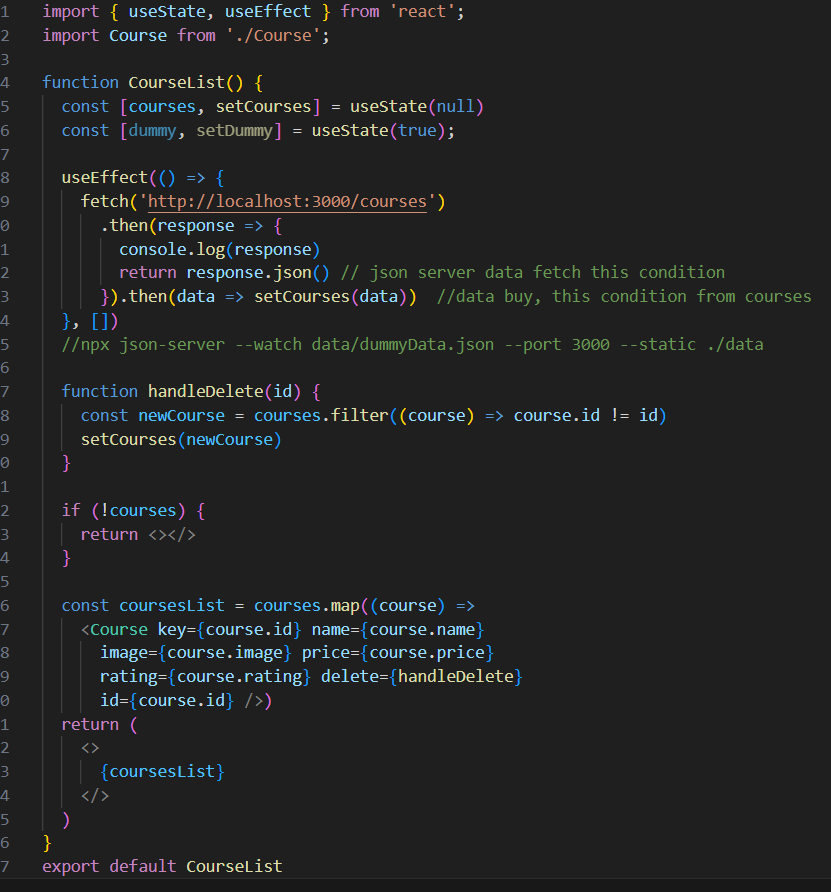 1 import { useState, useEffect } from 'react';
2 import Course from './Course';
3
4 function CourseList() {
5   const [courses, setCourses] = useState(null)
6   const [dummy, setDummy] = useState(true);
7
8   useEffect(() => {
9     fetch('http://localhost:3000/courses')
0       .then(response => {
1         console.log(response)
2         return response.json() // json server data fetch this condition
3       }).then(data => setCourses(data))  //data buy, this condition from courses
4   }, [])
5   //npx json-server --watch data/dummyData.json --port 3000 --static ./data
6
7   function handleDelete(id) {
8     const newCourse = courses.filter((course) => course.id != id)
9     setCourses(newCourse)
0   }
1
2   if (!courses) {
3     return <></>
4   }
5
6   const coursesList = courses.map((course) =>
7     <Course key={course.id} name={course.name}
8       image={course.image} price={course.price}
9       rating={course.rating} delete={handleDelete}
0       id={course.id} />)
1   return (
2     <>
3       {coursesList}
4     </>
5   )
6 }
7 export default CourseList